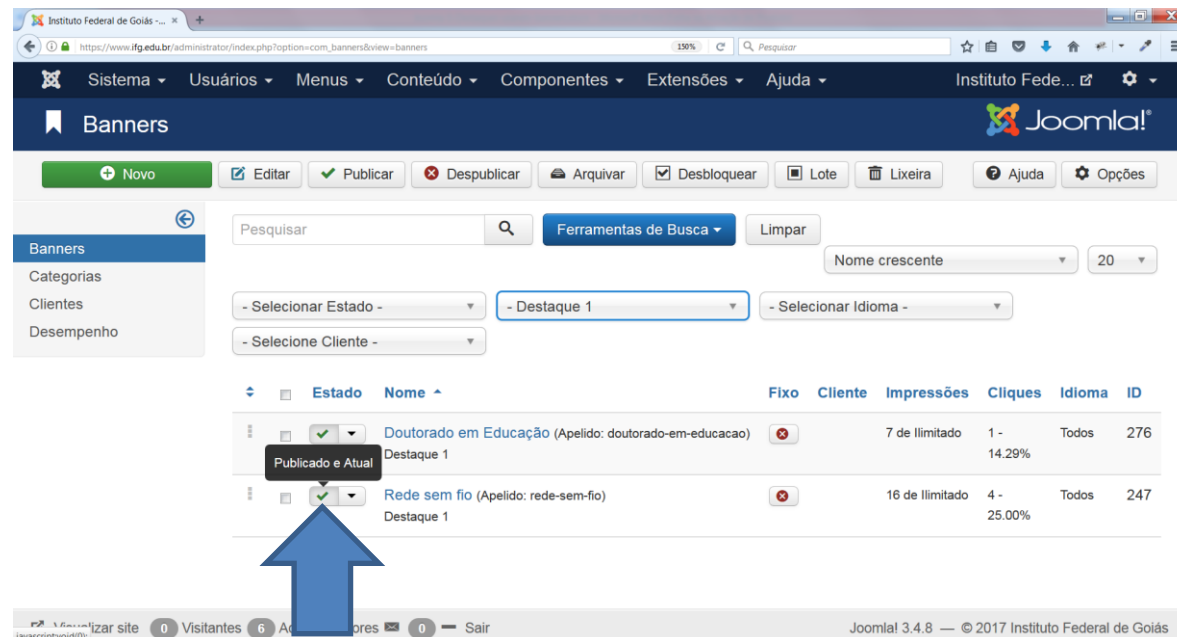 Instituto Federal de Goiás -... × +
https://www.ifg.edu.br/administrator/index.php?option=com_banners&view=banners 150% Pesquisar
Sistema Usuários Menus Conteúdo Componentes Extensões Ajuda Instituto Fede...
Banners Joomla!®
Novo Editar Publicar Despublicar Arquivar Desbloquear Lote Lixeira Ajuda Opções
Pesquisar Ferramentas de Busca Limpar
Banners
Nome crescente 20
Categorias
Clientes
- Selecionar Estado - - Destaque 1 - Selecionar Idioma -
Desempenho
- Selecione Cliente -
Estado Nome Fixo Cliente Impressões Cliques Idioma ID
Doutorado em Educação (Apelido: doutorado-em-educacao) 7 de Ilimitado 1 - Todos 276
Destaque 1 14.29%
Publicado e Atual
Rede sem fio (Apelido: rede-sem-fio) 16 de Ilimitado 4 - Todos 247
Destaque 1 25.00%
site 0 Visitantes 6 0 Sair Joomla! 3.4.8 — © 2017 Instituto Federal de Goiás
javascript:void(0);